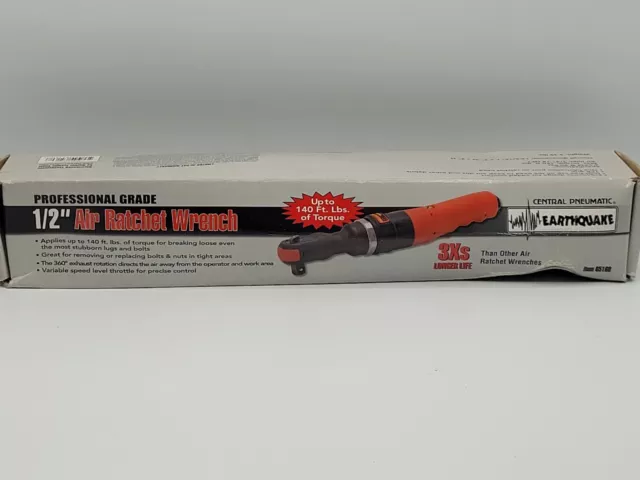 PROFESSIONAL GRADE
1/2" Air Ratchet Wrench
• Applies up to 140 ft. lbs. of torque for breaking loose even
the most stubborn lugs and bolts
• Great for removing or replacing bolts & nuts in tight areas
• The 360° exhaust rotation directs the air away from the operator and work area
• Variable speed level throttle for precise control
Up to
140 Ft. Lbs.
of Torque
3Xs
LONGER LIFE
Than Other Air
Ratchet Wrenches
CENTRAL PNEUMATIC
EARTHQUAKE
Item